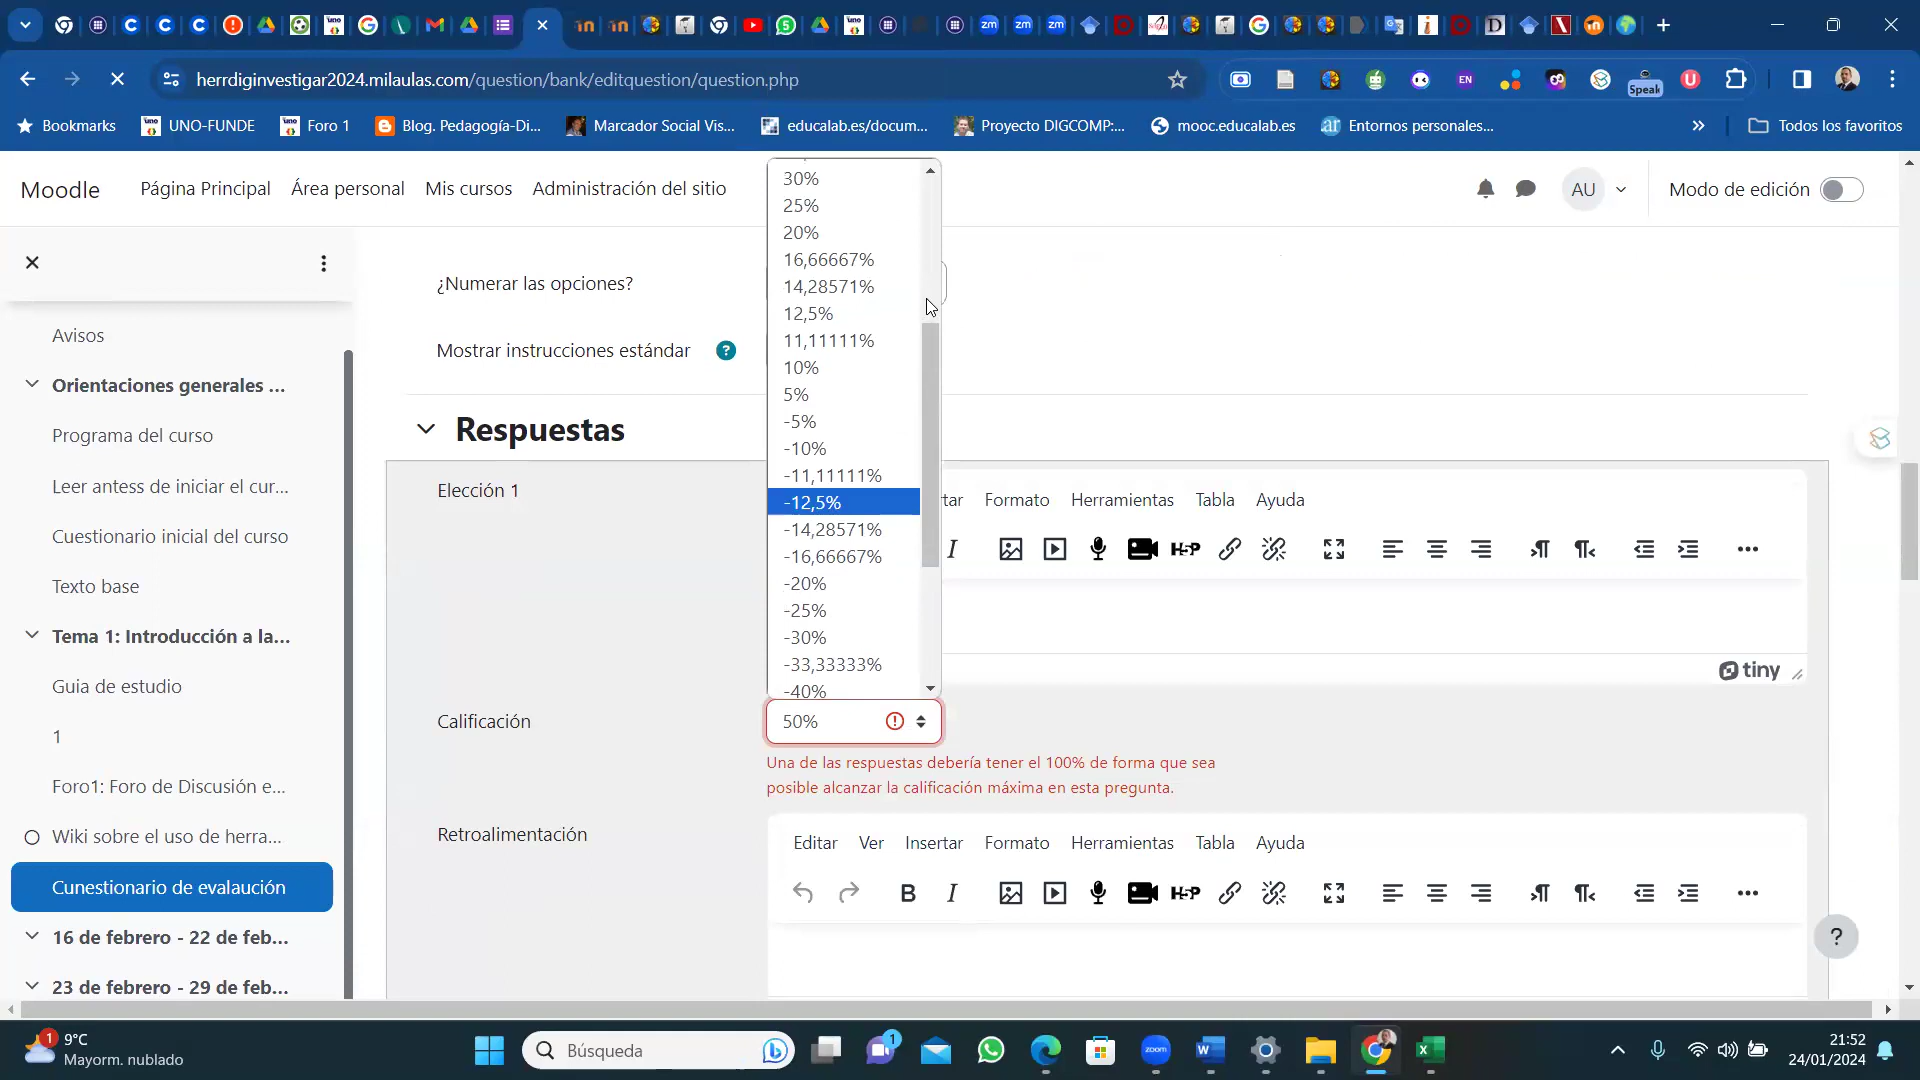 herrdiginvestigar2024.milaulas.com/question/bank/editquestion/question.php
EN
Speak
Bookmarks
UNO-FUNDE
Foro 1
Blog. Pedagogía-Di...
Marcador Social Vis...
educalab.es/docum...
Proyecto DIGCOMP:...
mooc.educalab.es
Entornos personales...
»
Todos los favoritos
Moodle
Página Principal
Área personal
Mis cursos
Administración del sitio
AU
Modo de edición
Avisos
Orientaciones generales ...
Programa del curso
Leer antess de iniciar el cur...
Cuestionario inicial del curso
Texto base
Tema 1: Introducción a la...
Guia de estudio
1
Foro1: Foro de Discusión e...
Wiki sobre el uso de herra...
Cunestionario de evalaución
16 de febrero - 22 de feb...
23 de febrero - 29 de feb...
¿Numerar las opciones?
Mostrar instrucciones estándar
Respuestas
Elección 1
30%
25%
20%
16,66667%
14,28571%
12,5%
11,11111%
10%
5%
-5%
-10%
-11,11111%
-12,5%
-14,28571%
-16,66667%
-20%
-25%
-30%
-33,33333%
-40%
tar
Formato
Herramientas
Tabla
Ayuda
H5P
tiny
Calificación
50%
Una de las respuestas debería tener el 100% de forma que sea
posible alcanzar la calificación máxima en esta pregunta.
Retroalimentación
Editar
Ver
Insertar
Formato
Herramientas
Tabla
Ayuda
B
I
H5P
?
1
9°C
Mayorm. nublado
Búsqueda
1
zoom
21:52
24/01/2024